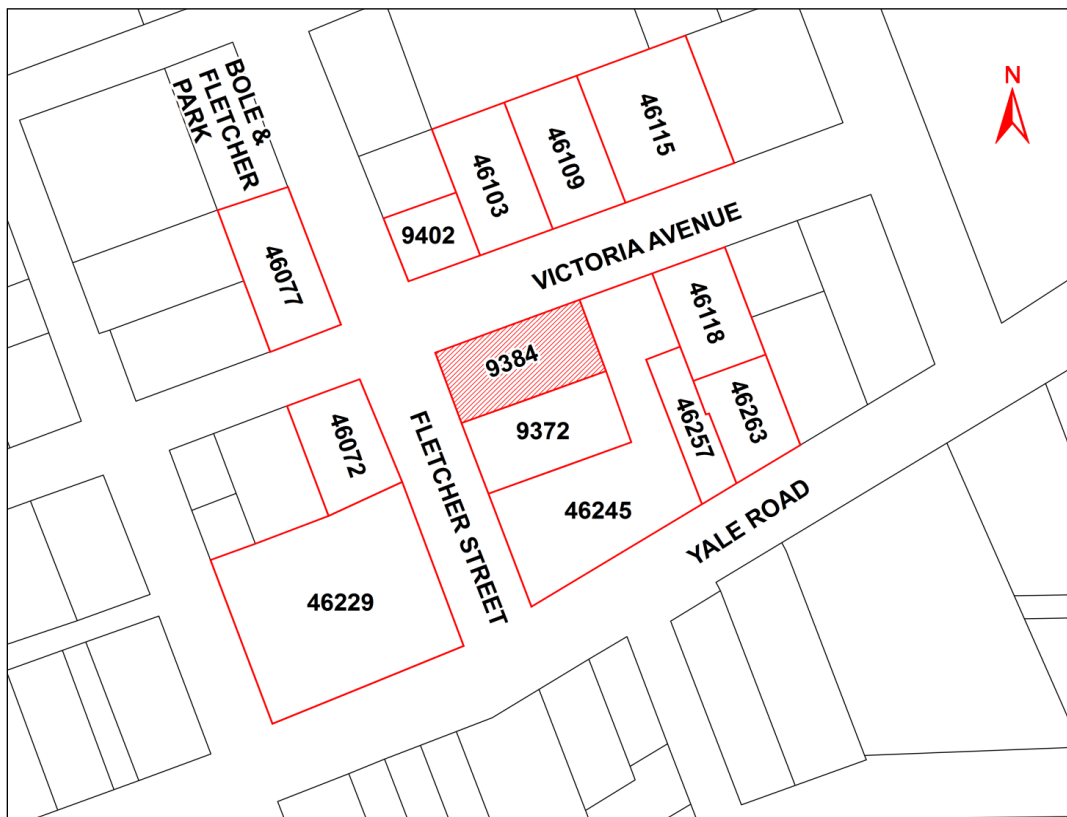 BOLE &
FLETCHER
PARK
N
46115
46109
46103
9402
46077
VICTORIA AVENUE
46118
9384
46263
46257
9372
46072
FLETCHER STREET
46245
YALE ROAD
46229